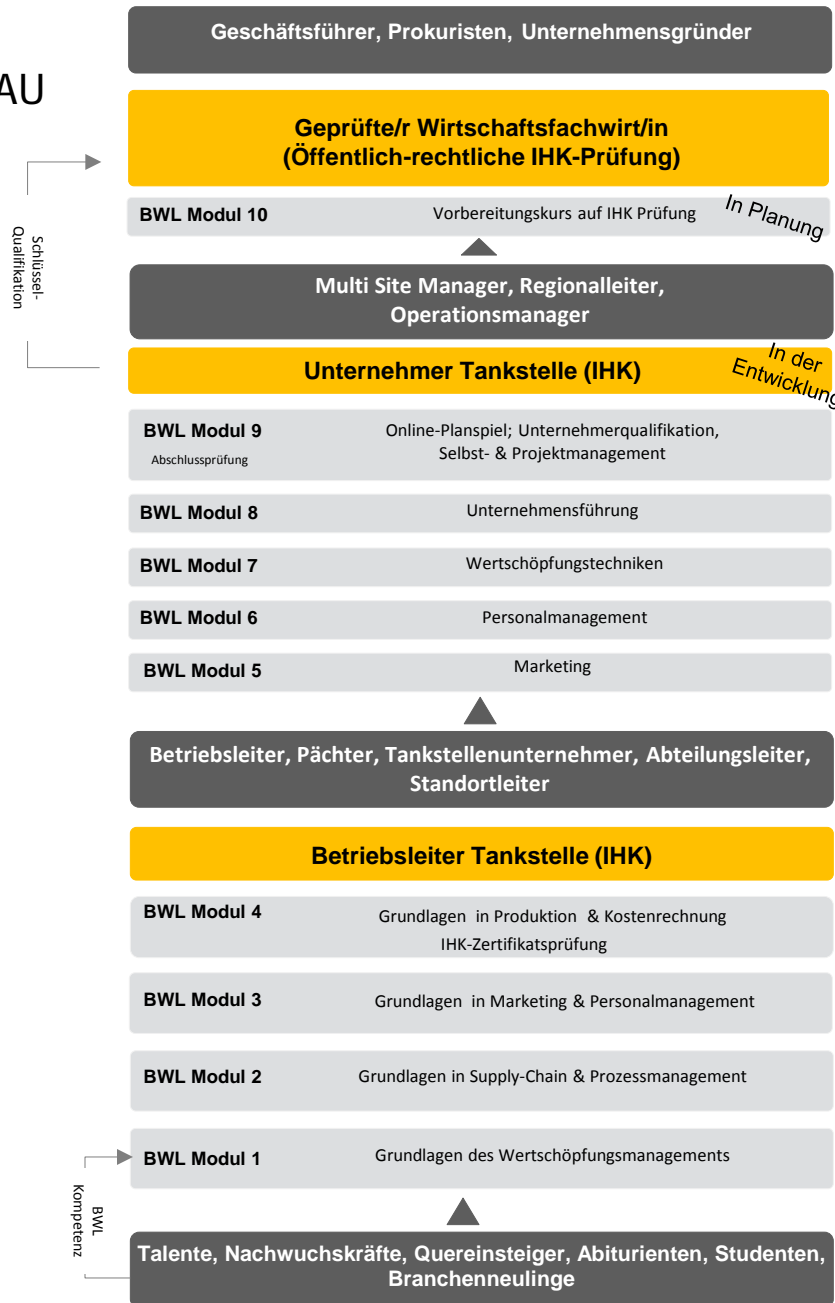 AU
Geschäftsführer, Prokuristen, Unternehmensgründer
Geprüfte/r Wirtschaftsfachwirt/in
(Öffentlich-rechtliche IHK-Prüfung)
BWL Modul 10 Vorbereitungskurs auf IHK Prüfung In Planung
Schlüssel-
Qualifikation
Multi Site Manager, Regionalleiter,
Operationsmanager
Unternehmer Tankstelle (IHK)
In der
Entwicklung
BWL Modul 9 Online-Planspiel; Unternehmerqualifikation,
Abschlussprüfung Selbst- & Projektmanagement
BWL Modul 8 Unternehmensführung
BWL Modul 7 Wertschöpfungstechniken
BWL Modul 6 Personalmanagement
BWL Modul 5 Marketing
Betriebsleiter, Pächter, Tankstellenunternehmer, Abteilungsleiter,
Standortleiter
Betriebsleiter Tankstelle (IHK)
BWL Modul 4 Grundlagen in Produktion & Kostenrechnung
IHK-Zertifikatsprüfung
BWL Modul 3 Grundlagen in Marketing & Personalmanagement
BWL Modul 2 Grundlagen in Supply-Chain & Prozessmanagement
BWL Modul 1 Grundlagen des Wertschöpfungsmanagements
BWL
Kompetenz
Talente, Nachwuchskräfte, Quereinsteiger, Abiturienten, Studenten,
Branchenneulinge